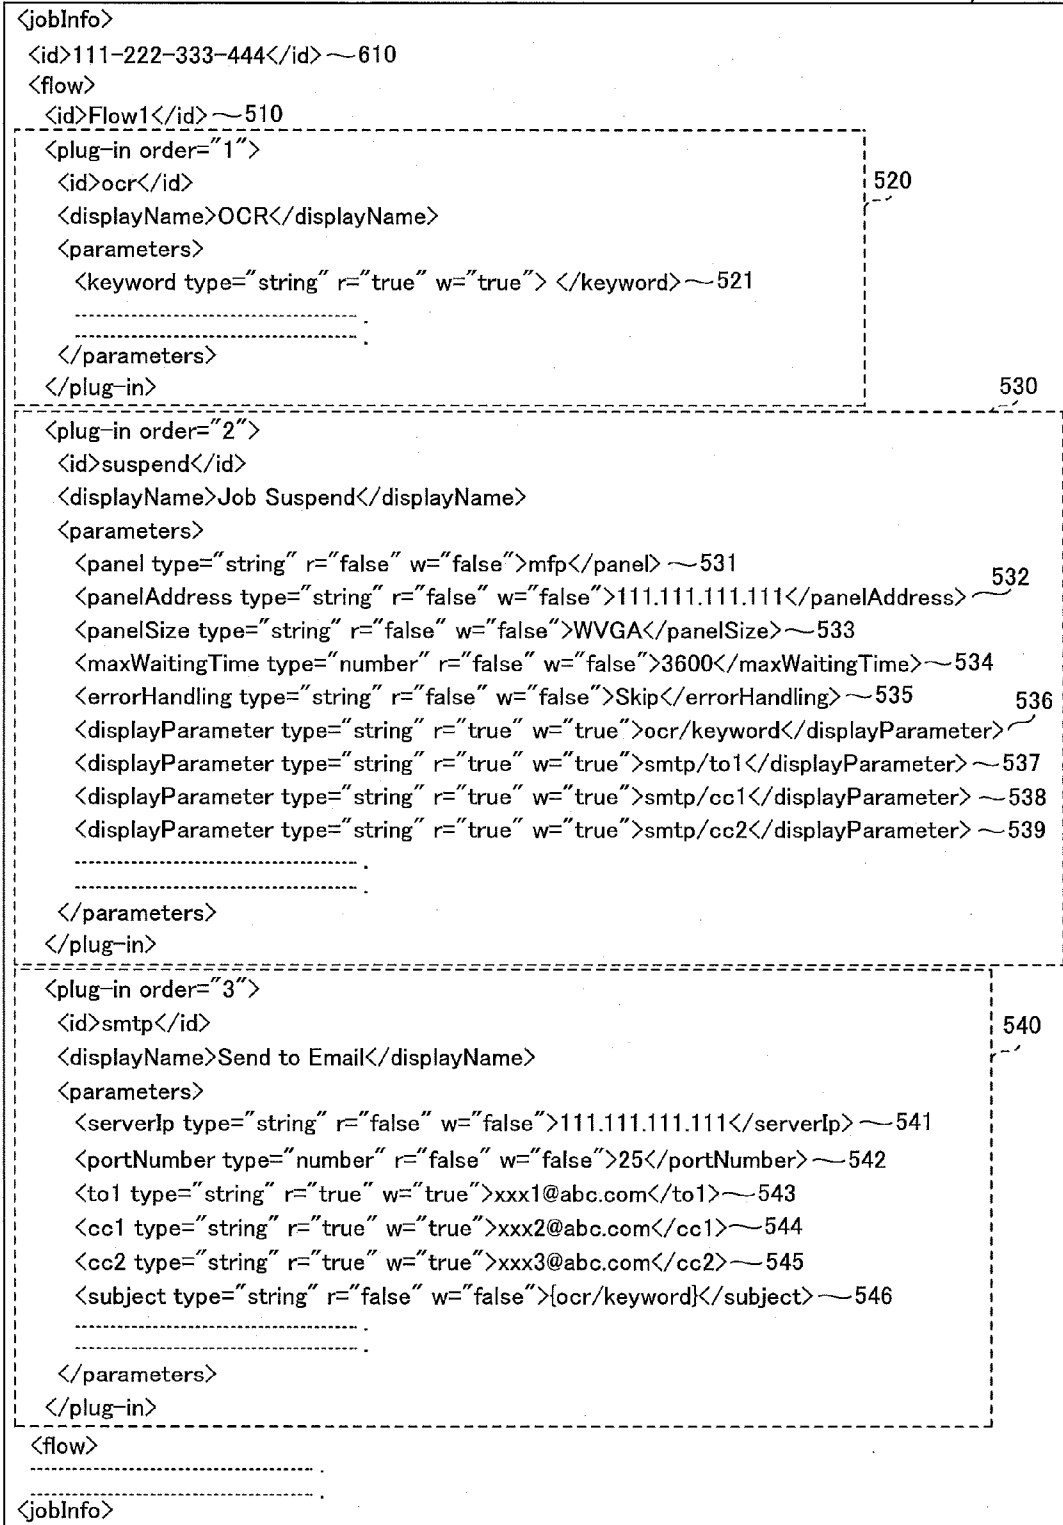 <jobInfo>
<id>111-222-333-444</id>~610
<flow>
<id>Flow1</id>~510
<plug-in order="1">
<id>ocr</id>
520
<displayName>OCR</displayName>
<parameters>
<keyword type="string" r="true" w="true"> </keyword>~521
</parameters>
</plug-in>
530
<plug-in order="2">
<id>suspend</id>
<displayName>Job Suspend</displayName>
<parameters>
<panel type="string" r="false" w="false">mfp</panel>~531
<panelAddress type="string" r="false" w="false">111.111.111.111</panelAddress>~532
<panelSize type="string" r="false" w="false">WVGA</panelSize>~533
<maxWaitingTime type="number" r="false" w="false">3600</maxWaitingTime>~534
<errorHandling type="string" r="false" w="false">Skip</errorHandling>~535
<displayParameter type="string" r="true" w="true">ocr/keyword</displayParameter>~536
<displayParameter type="string" r="true" w="true">smtp/to1</displayParameter>~537
<displayParameter type="string" r="true" w="true">smtp/cc1</displayParameter>~538
<displayParameter type="string" r="true" w="true">smtp/cc2</displayParameter>~539
</parameters>
</plug-in>
<plug-in order="3">
<id>smtp</id>
540
<displayName>Send to Email</displayName>
<parameters>
<serverIp type="string" r="false" w="false">111.111.111.111</serverIp>~541
<portNumber type="number" r="false" w="false">25</portNumber>~542
<to1 type="string" r="true" w="true">xxx1@abc.com</to1>~543
<cc1 type="string" r="true" w="true">xxx2@abc.com</cc1>~544
<cc2 type="string" r="true" w="true">xxx3@abc.com</cc2>~545
<subject type="string" r="false" w="false">{ocr/keyword}</subject>~546
</parameters>
</plug-in>
<flow>
<jobInfo>